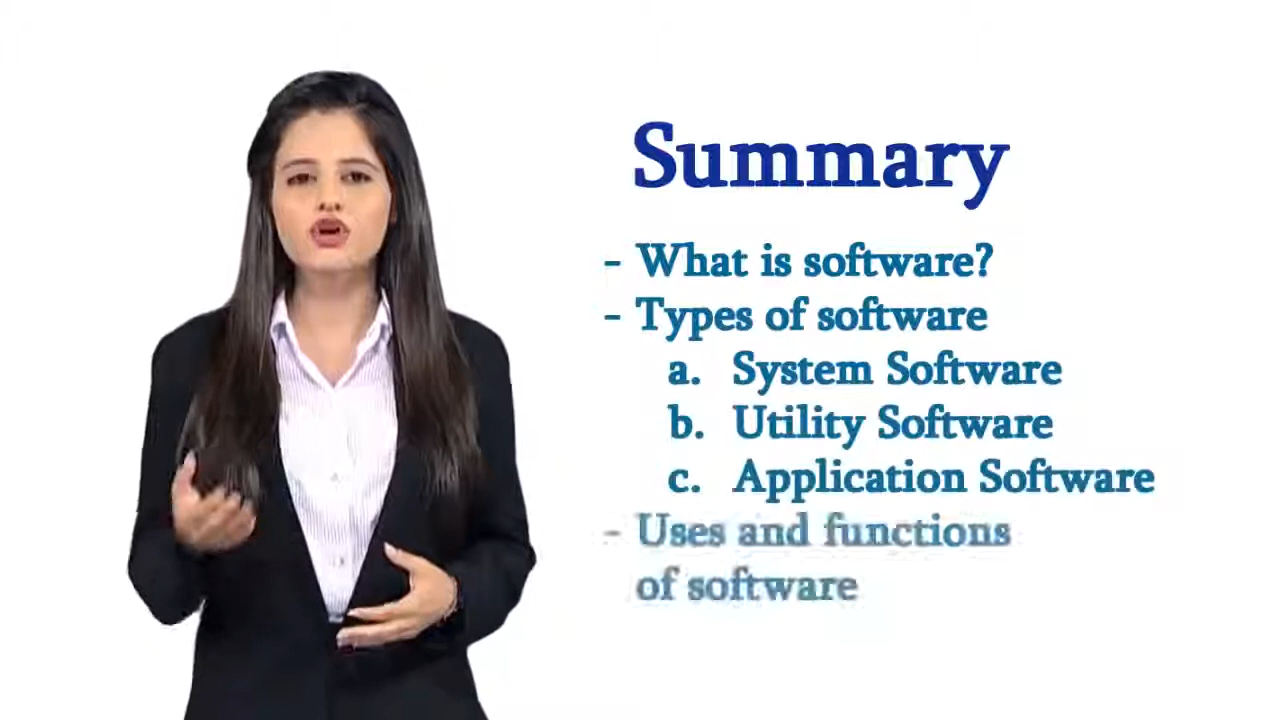 Summary
- What is software?
- Types of software
a. System Software
b. Utility Software
c. Application Software
- Uses and functions
of software